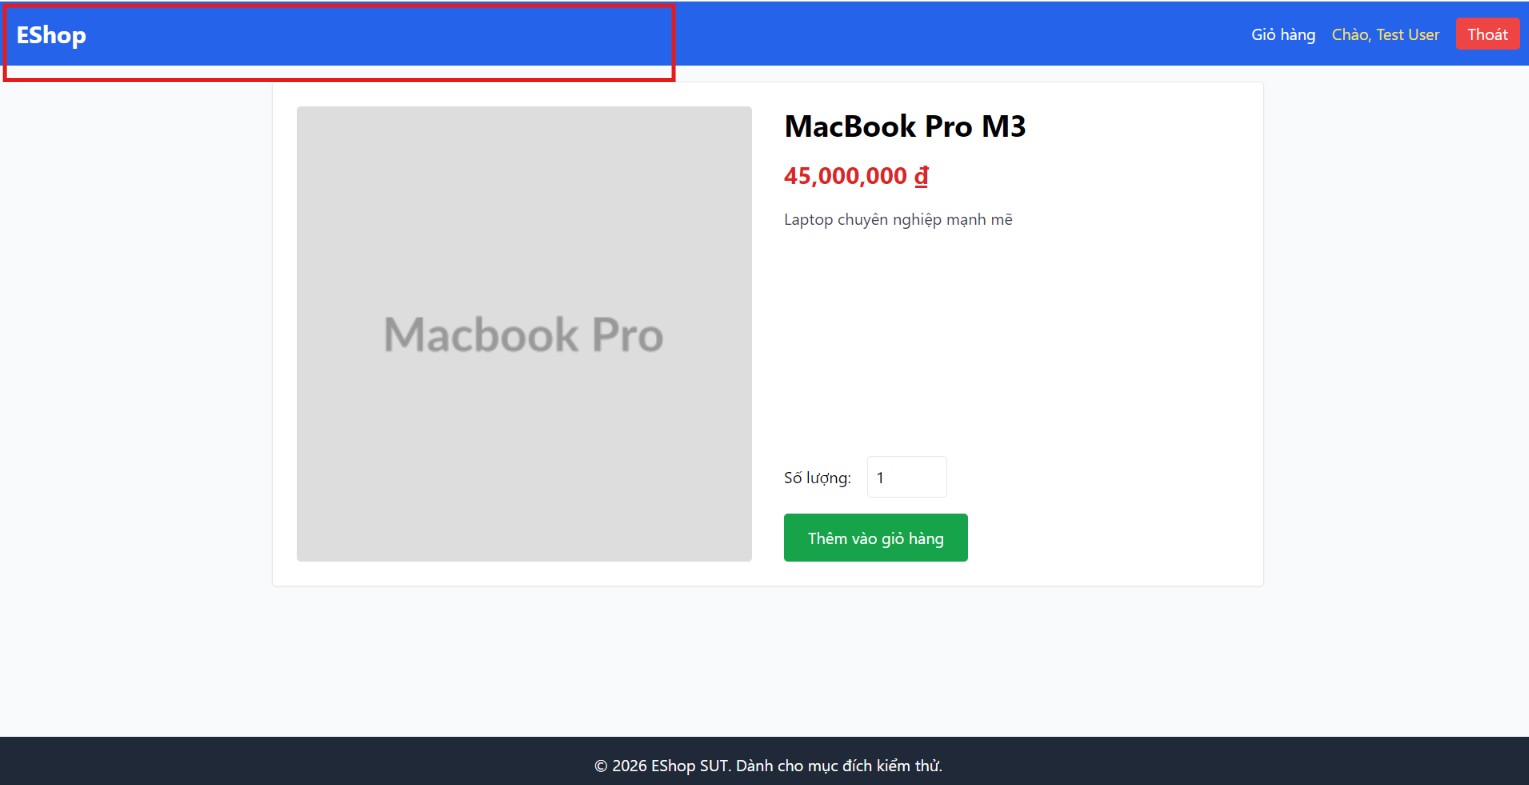 EShop
Giỏ hàng
Chào, Test User
Thoát
Macbook Pro
MacBook Pro M3
45,000,000 ₫
Laptop chuyên nghiệp mạnh mẽ
Số lượng: 1
Thêm vào giỏ hàng
© 2026 EShop SUT. Dành cho mục đích kiểm thử.